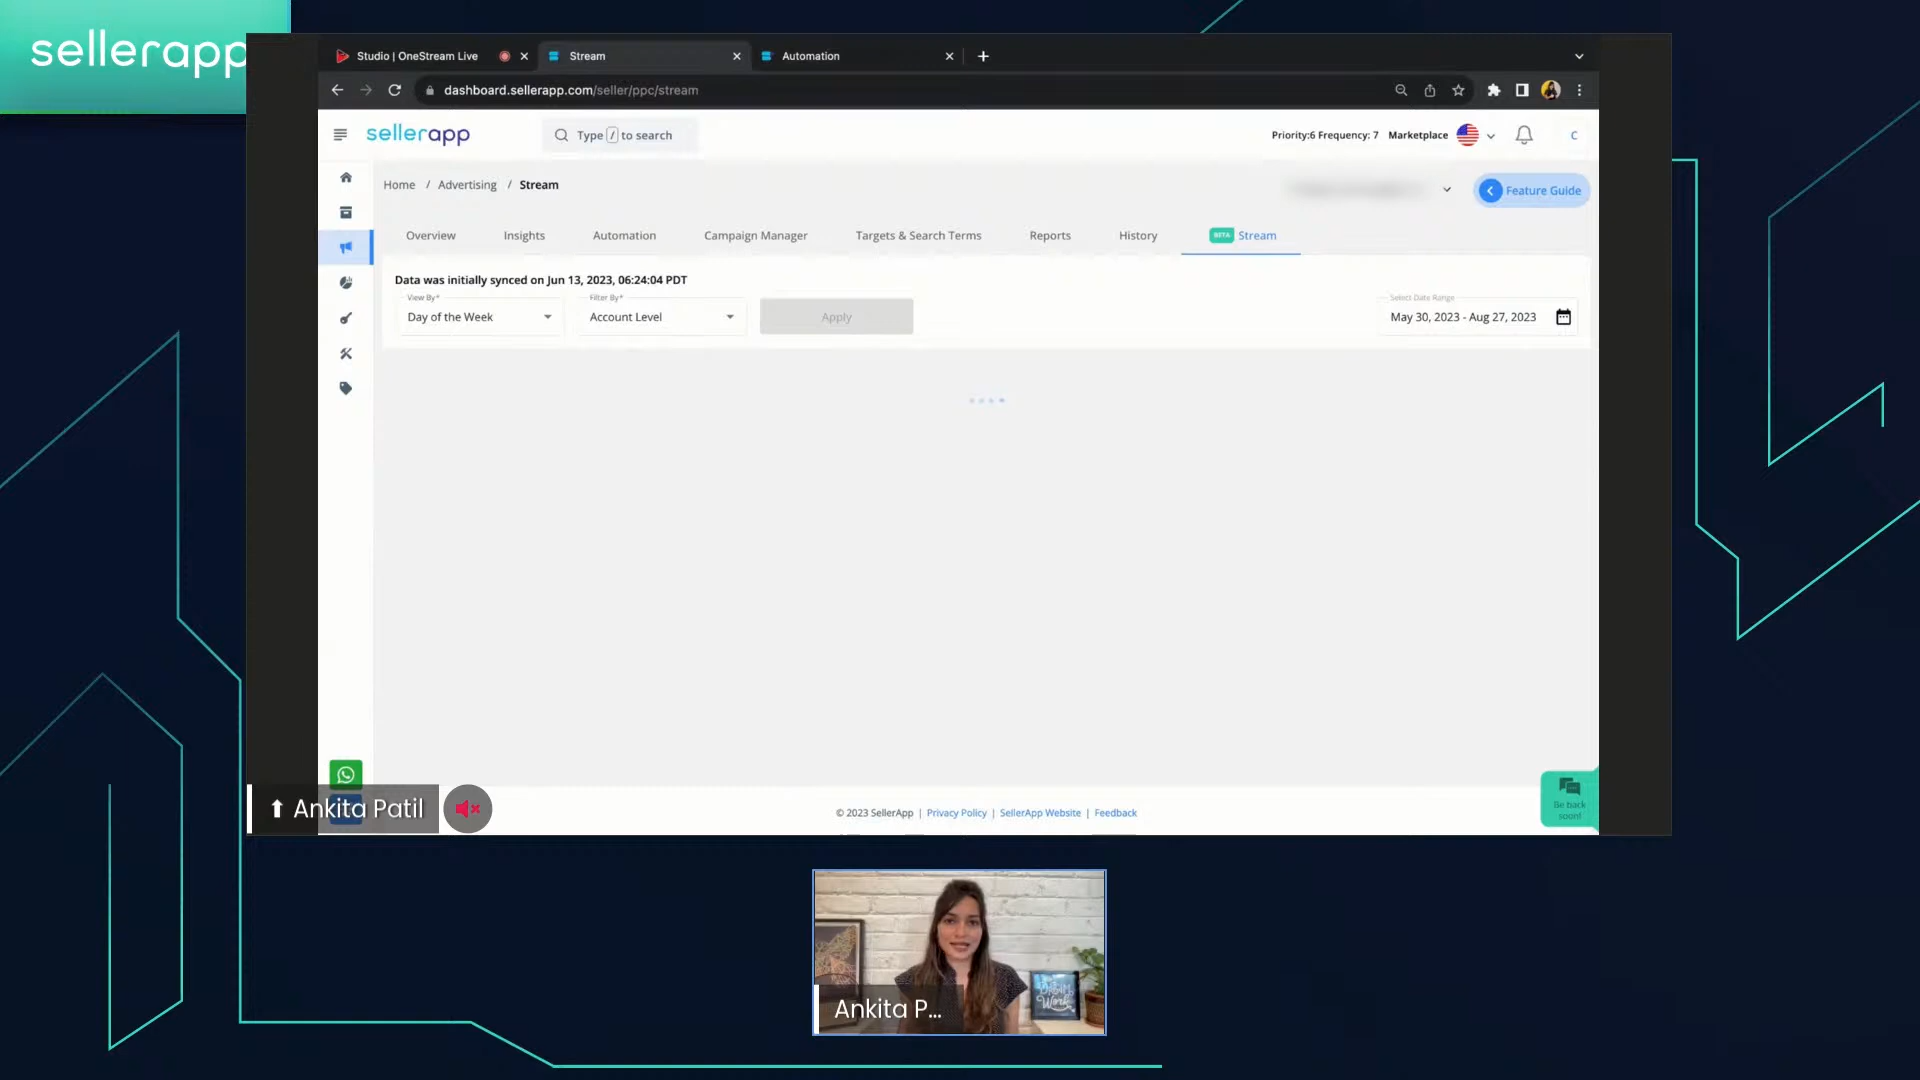 sellerapp
Studio | OneStream Live
Stream
Automation
dashboard.sellerapp.com/seller/ppc/stream
sellerapp
Type / to search
Priority:6 Frequency: 7 Marketplace
C
Home / Advertising / Stream
Feature Guide
Overview
Insights
Automation
Campaign Manager
Targets & Search Terms
Reports
History
BETA Stream
Data was initially synced on Jun 13, 2023, 06:24:04 PDT
View By*
Day of the Week
Filter By*
Account Level
Apply
Select Date Range
May 30, 2023 - Aug 27, 2023
Be back
soon!
Ankita Patil
© 2023 SellerApp | Privacy Policy | SellerApp Website | Feedback
DREAM
Work
Ankita P...